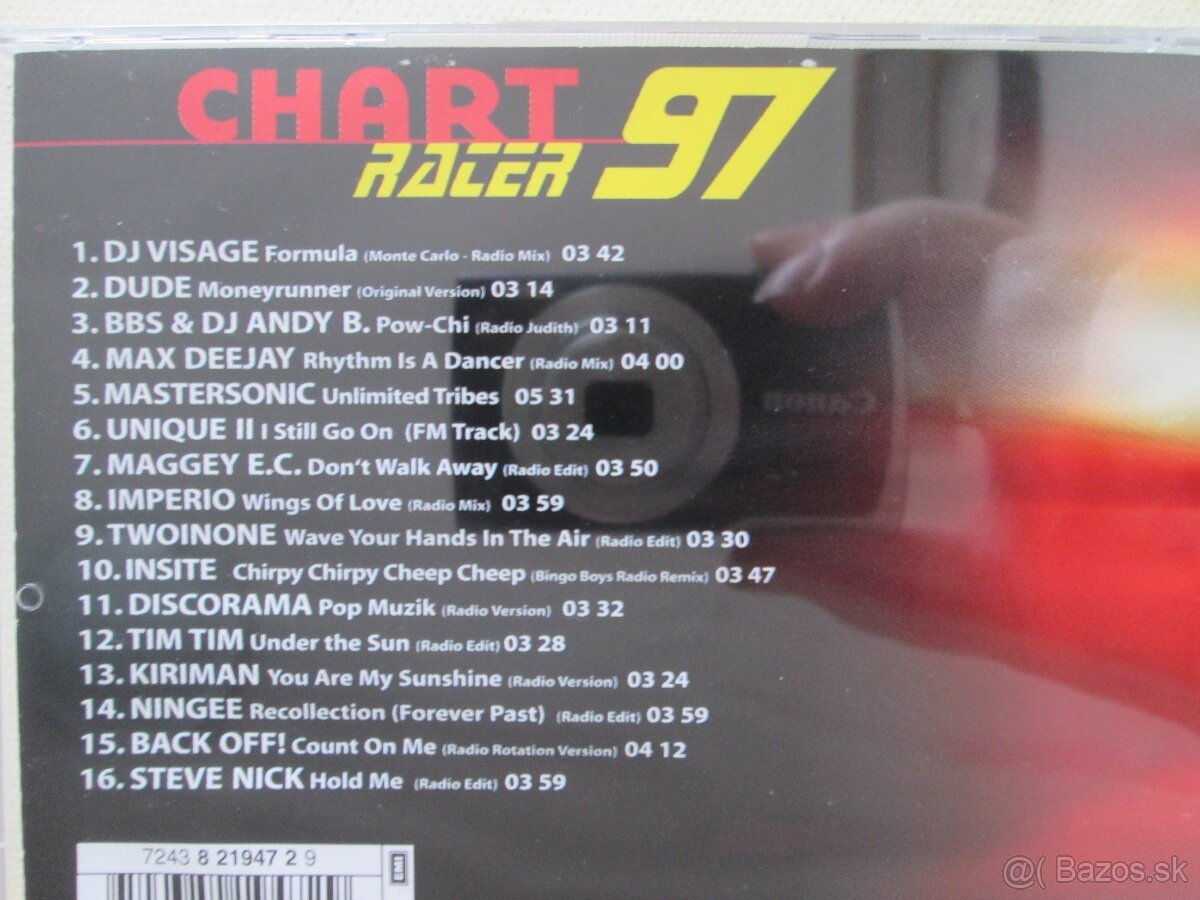 CHART
RACER 97
1. DJ VISAGE Formula (Monte Carlo - Radio Mix) 03 42
2. DUDE Moneyrunner (Original Version) 03 14
3. BBS & DJ ANDY B. Pow-Chi (Radio Judith) 03 11
4. MAX DEEJAY Rhythm Is A Dancer (Radio Mix) 04 00
5. MASTERSONIC Unlimited Tribes 05 31
6. UNIQUE II I Still Go On (FM Track) 03 24
7. MAGGEY E.C. Don't Walk Away (Radio Edit) 03 50
8. IMPERIO Wings Of Love (Radio Mix) 03 59
9. TWOINONE Wave Your Hands In The Air (Radio Edit) 03 30
10. INSITE Chirpy Chirpy Cheep Cheep (Bingo Boys Radio Remix) 03 47
11. DISCORAMA Pop Muzik (Radio Version) 03 32
12. TIM TIM Under the Sun (Radio Edit) 03 28
13. KIRIMAN You Are My Sunshine (Radio Version) 03 24
14. NINGEE Recollection (Forever Past) (Radio Edit) 03 59
15. BACK OFF! Count On Me (Radio Rotation Version) 04 12
16. STEVE NICK Hold Me (Radio Edit) 03 59
7243 8 21947 2 9
EMI
Canon
@( Bazos.sk